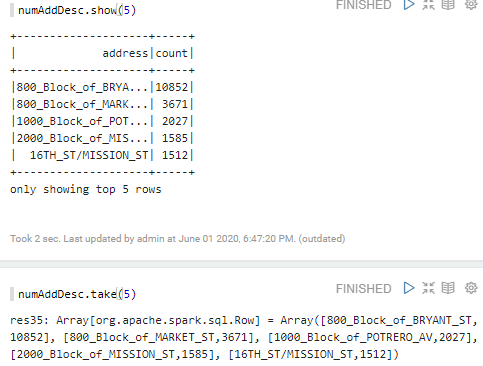 numAddDesc.show(5)
FINISHED
+--------------------+-----+
|             address|count|
+--------------------+-----+
|800_Block_of_BRYA...|10852|
|800_Block_of_MARK...| 3671|
|1000_Block_of_POT...| 2027|
|2000_Block_of_MIS...| 1585|
|  16TH_ST/MISSION_ST| 1512|
+--------------------+-----+
only showing top 5 rows
Took 2 sec. Last updated by admin at June 01 2020, 6:47:20 PM. (outdated)
numAddDesc.take(5)
FINISHED
res35: Array[org.apache.spark.sql.Row] = Array([800_Block_of_BRYANT_ST,
10852], [800_Block_of_MARKET_ST,3671], [1000_Block_of_POTRERO_AV,2027],
[2000_Block_of_MISSION_ST,1585], [16TH_ST/MISSION_ST,1512])